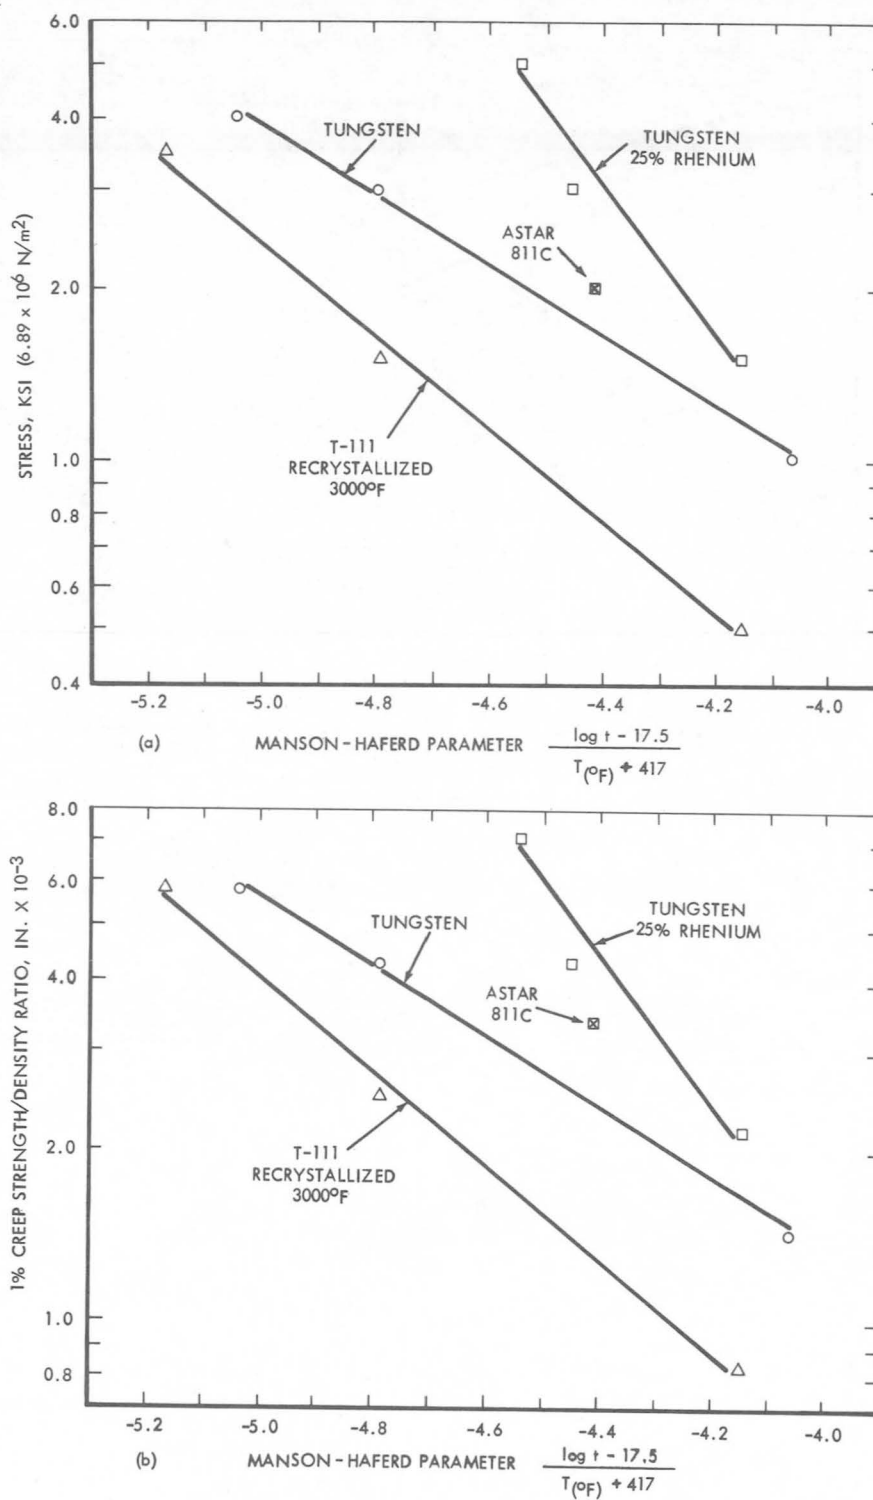 6.0
4.0
2.0
1.0
0.8
0.6
0.4
STRESS, KSI (6.89 x 10⁶ N/m²)
TUNGSTEN
TUNGSTEN
25% RHENIUM
ASTAR
811C
T-111
RECRYSTALLIZED
3000°F
-5.2 -5.0 -4.8 -4.6 -4.4 -4.2 -4.0
(a) MANSON-HAFERD PARAMETER log t - 17.5
T(°F) + 417
8.0
6.0
4.0
2.0
1.0
0.8
1% CREEP STRENGTH/DENSITY RATIO, IN. X 10⁻³
TUNGSTEN
TUNGSTEN
25% RHENIUM
ASTAR
811C
T-111
RECRYSTALLIZED
3000°F
-5.2 -5.0 -4.8 -4.6 -4.4 -4.2 -4.0
(b) MANSON-HAFERD PARAMETER log t - 17.5
T(°F) + 417